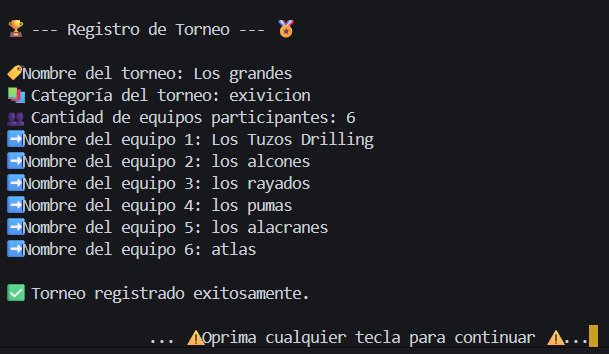 🏆 --- Registro de Torneo --- 🏅
🏷️Nombre del torneo: Los grandes
📚 Categoría del torneo: exivicion
👥 Cantidad de equipos participantes: 6
➡️Nombre del equipo 1: Los Tuzos Drilling
➡️Nombre del equipo 2: los alcones
➡️Nombre del equipo 3: los rayados
➡️Nombre del equipo 4: los pumas
➡️Nombre del equipo 5: los alacranes
➡️Nombre del equipo 6: atlas
✅ Torneo registrado exitosamente.
... ⚠️Oprima cualquier tecla para continuar ⚠️...